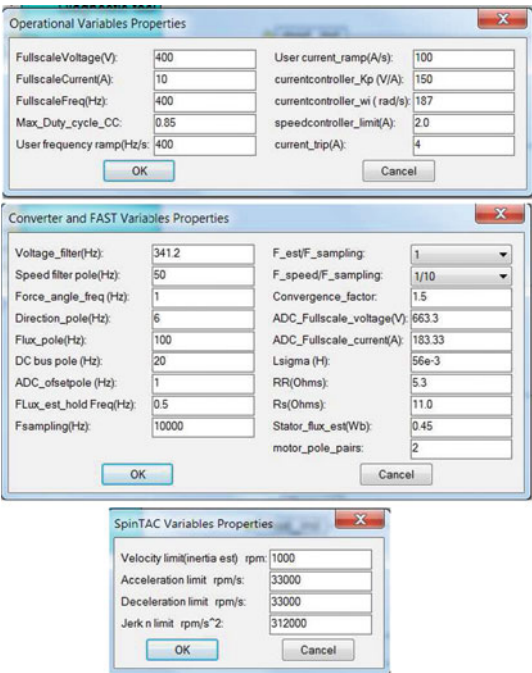 Diagnostic tool
Operational Variables Properties
FullscaleVoltage(V): 400 User current_ramp(A/s): 100
FullscaleCurrent(A): 10 currentcontroller_Kp (V/A): 150
FullscaleFreq(Hz): 400 currentcontroller_wi ( rad/s): 187
Max_Duty_cycle_CC: 0.85 speedcontroller_limit(A): 2.0
User frequency ramp(Hz/s: 400 current_trip(A): 4
OK Cancel
Converter and FAST Variables Properties
Voltage_filter(Hz): 341.2 F_est/F_sampling: 1
Speed filter pole(Hz): 50 F_speed/F_sampling: 1/10
Force_angle_freq (Hz): 1 Convergence_factor: 1.5
Direction_pole(Hz): 6 ADC_Fullscale_voltage(V): 663.3
Flux_pole(Hz): 100 ADC_Fullscale_current(A): 183.33
DC bus pole (Hz): 20 Lsigma (H): 56e-3
ADC_ofsetpole (Hz): 1 RR(Ohms): 5.3
FLux_est_hold Freq(Hz): 0.5 Rs(Ohms): 11.0
Fsampling(Hz): 10000 Stator_flux_est(Wb): 0.45
motor_pole_pairs: 2
OK Cancel
SpinTAC Variables Properties
Velocity limit(inertia est) rpm: 1000
Acceleration limit rpm/s: 33000
Deceleration limit rpm/s: 33000
Jerk n limit rpm/s^2: 312000
OK Cancel